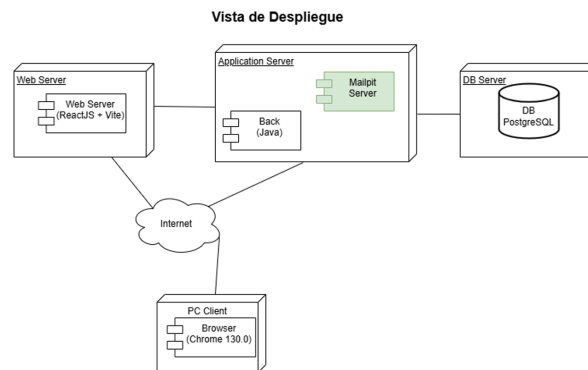 Vista de Despliegue
Web Server
Web Server
(ReactJS + Vite)
Application Server
Mailpit
Server
Back
(Java)
DB Server
DB
PostgreSQL
Internet
PC Client
Browser
(Chrome 130.0)